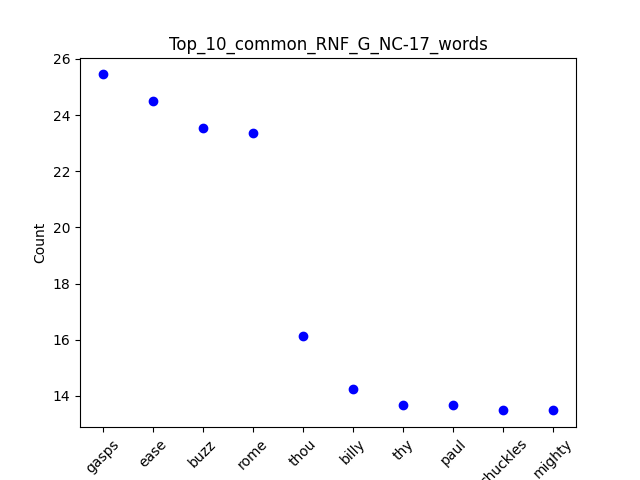 Top_10_common_RNF_G_NC-17_words
26
24
22
20
18
16
14
Count
gasps
ease
buzz
rome
thou
billy
thy
paul
huckles
mighty